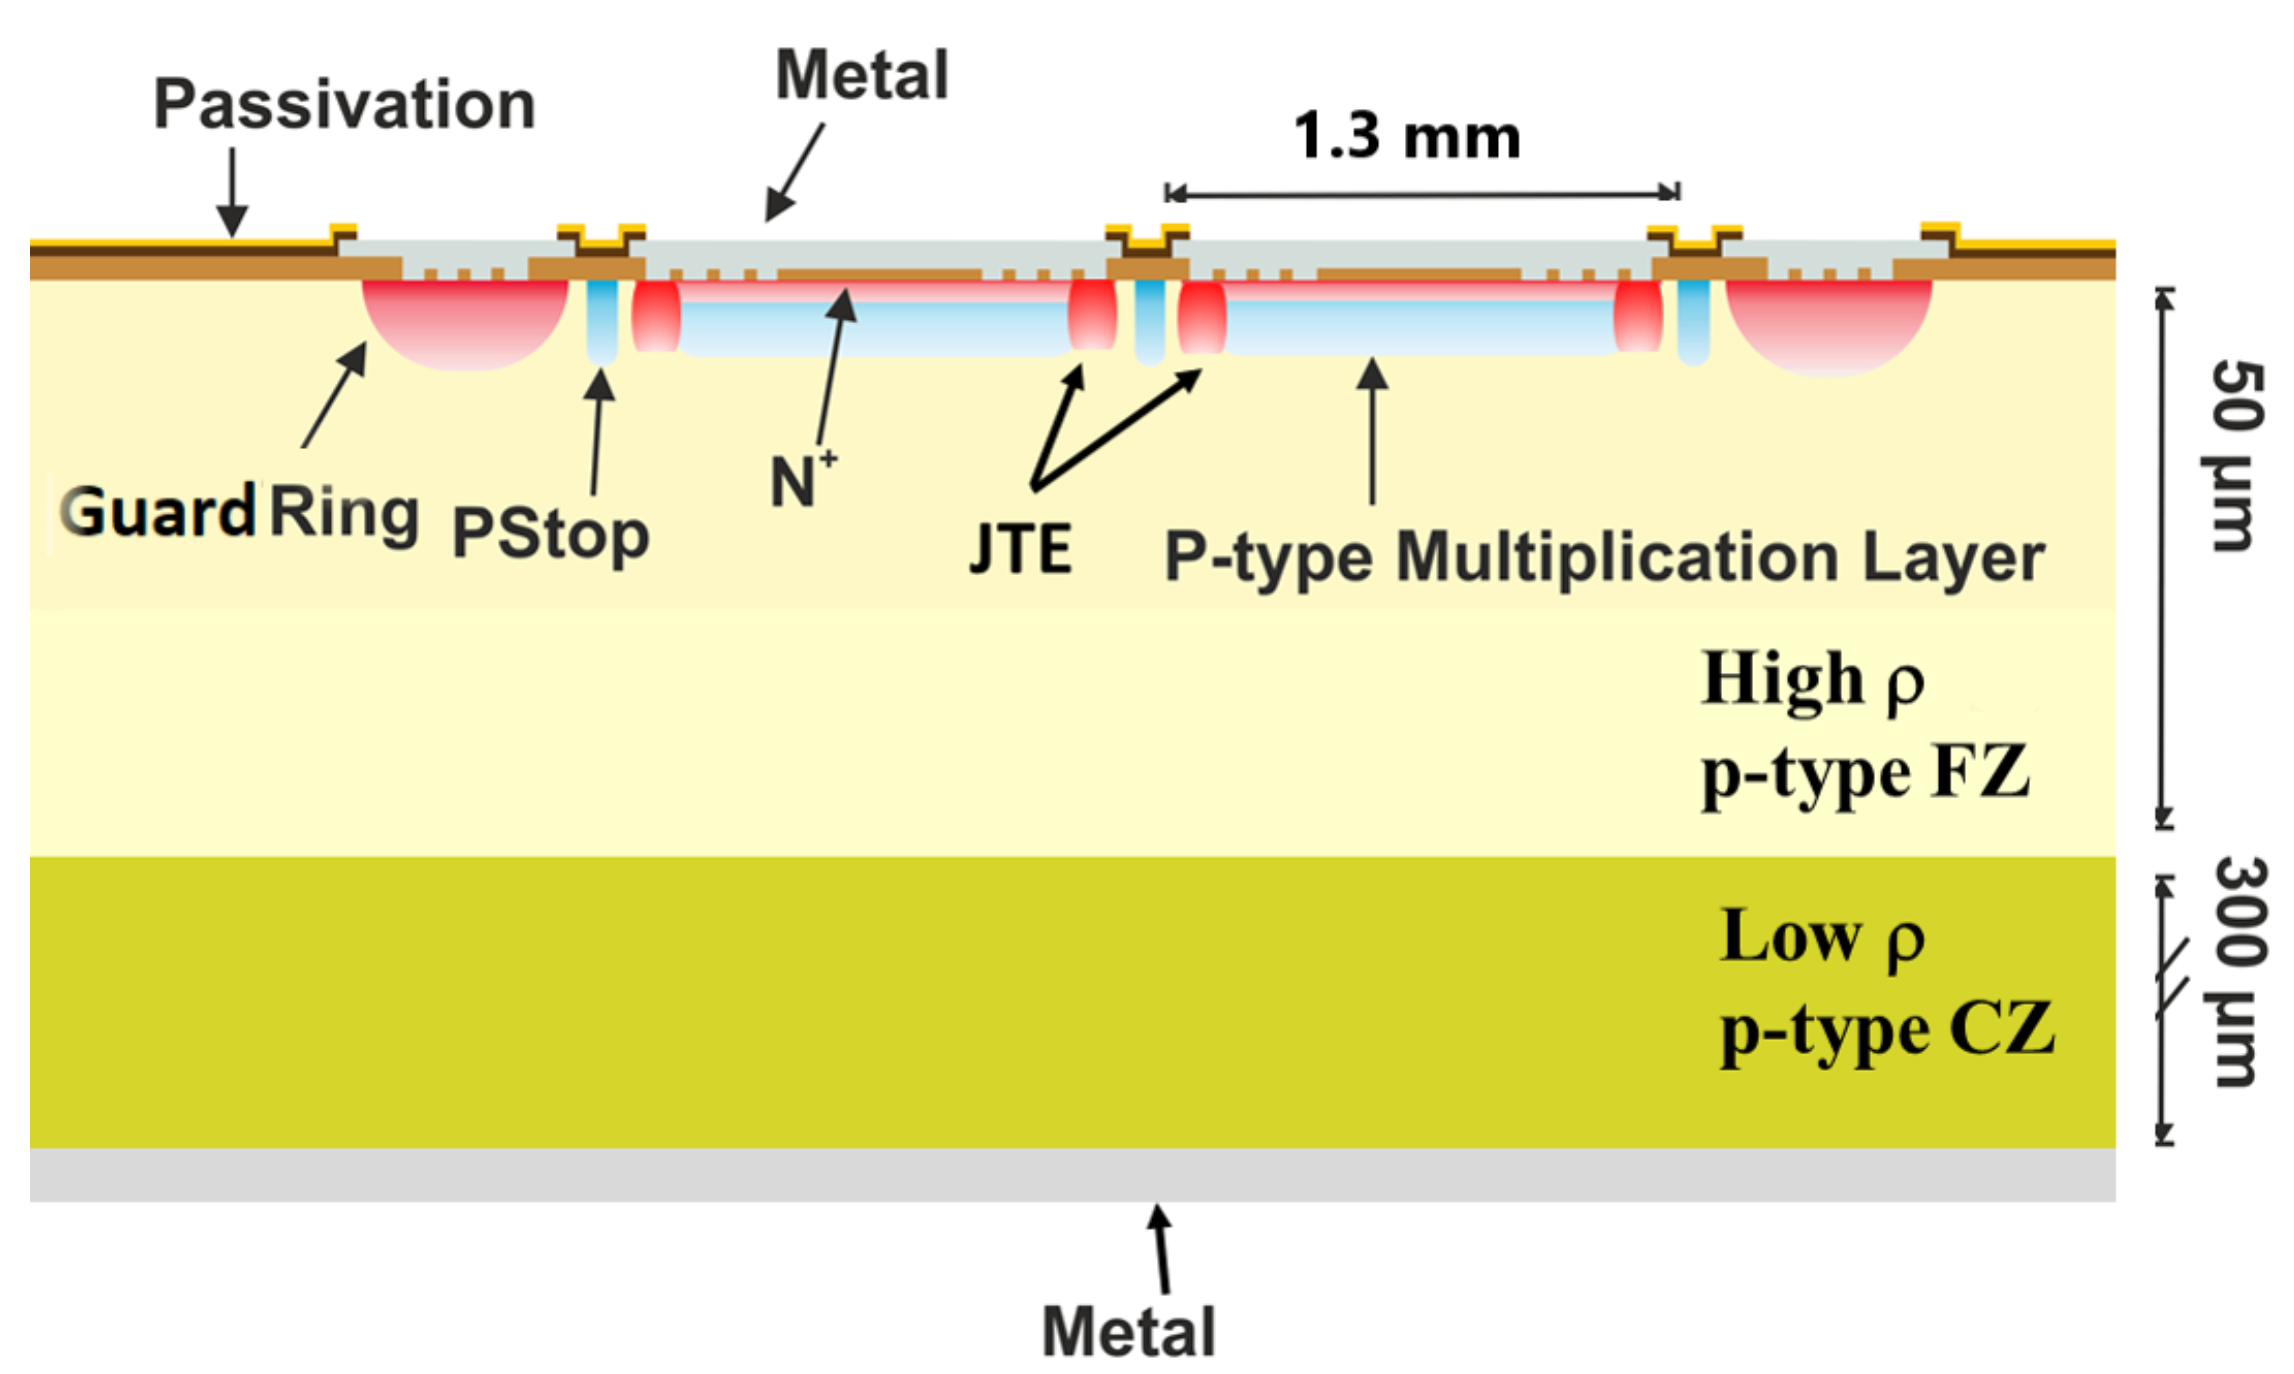 Metal
Passivation
1.3 mm
Guard Ring
PStop
N⁺
JTE
P-type Multiplication Layer
50 µm
High ρ
p-type FZ
Low ρ
p-type CZ
300 µm
Metal